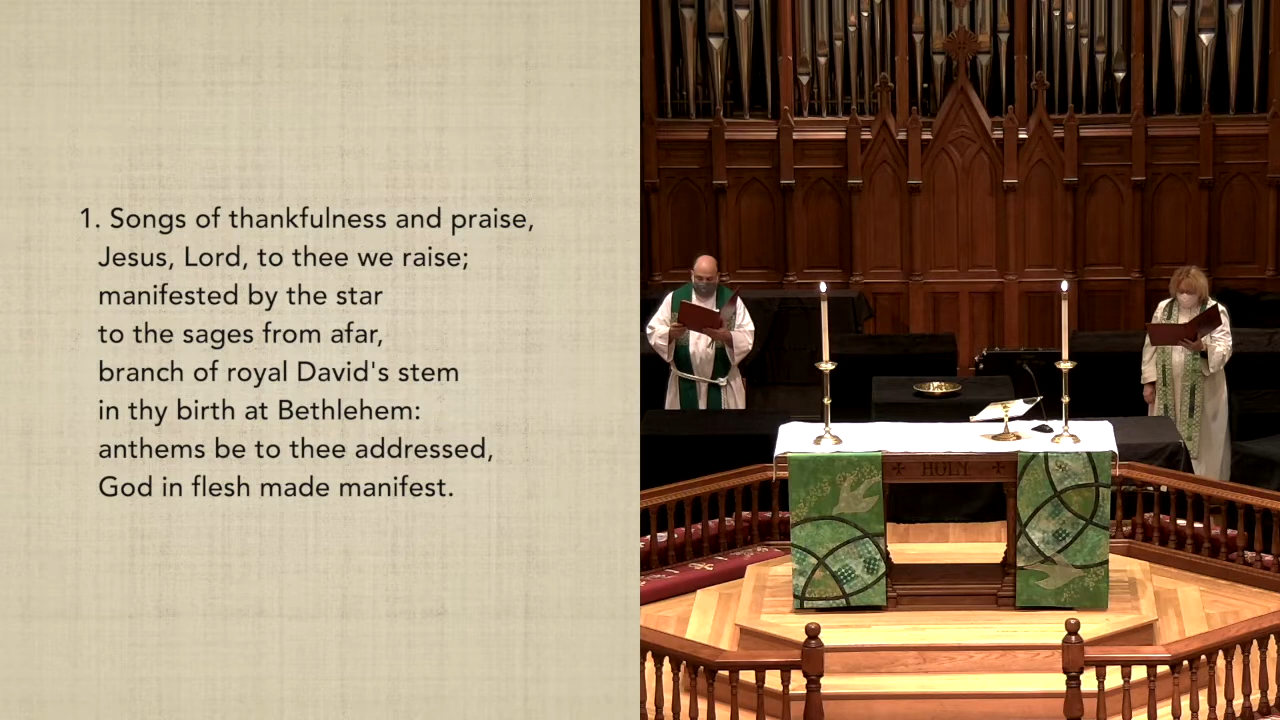 1. Songs of thankfulness and praise,
Jesus, Lord, to thee we raise;
manifested by the star
to the sages from afar,
branch of royal David's stem
in thy birth at Bethlehem:
anthems be to thee addressed,
God in flesh made manifest.
HOLY